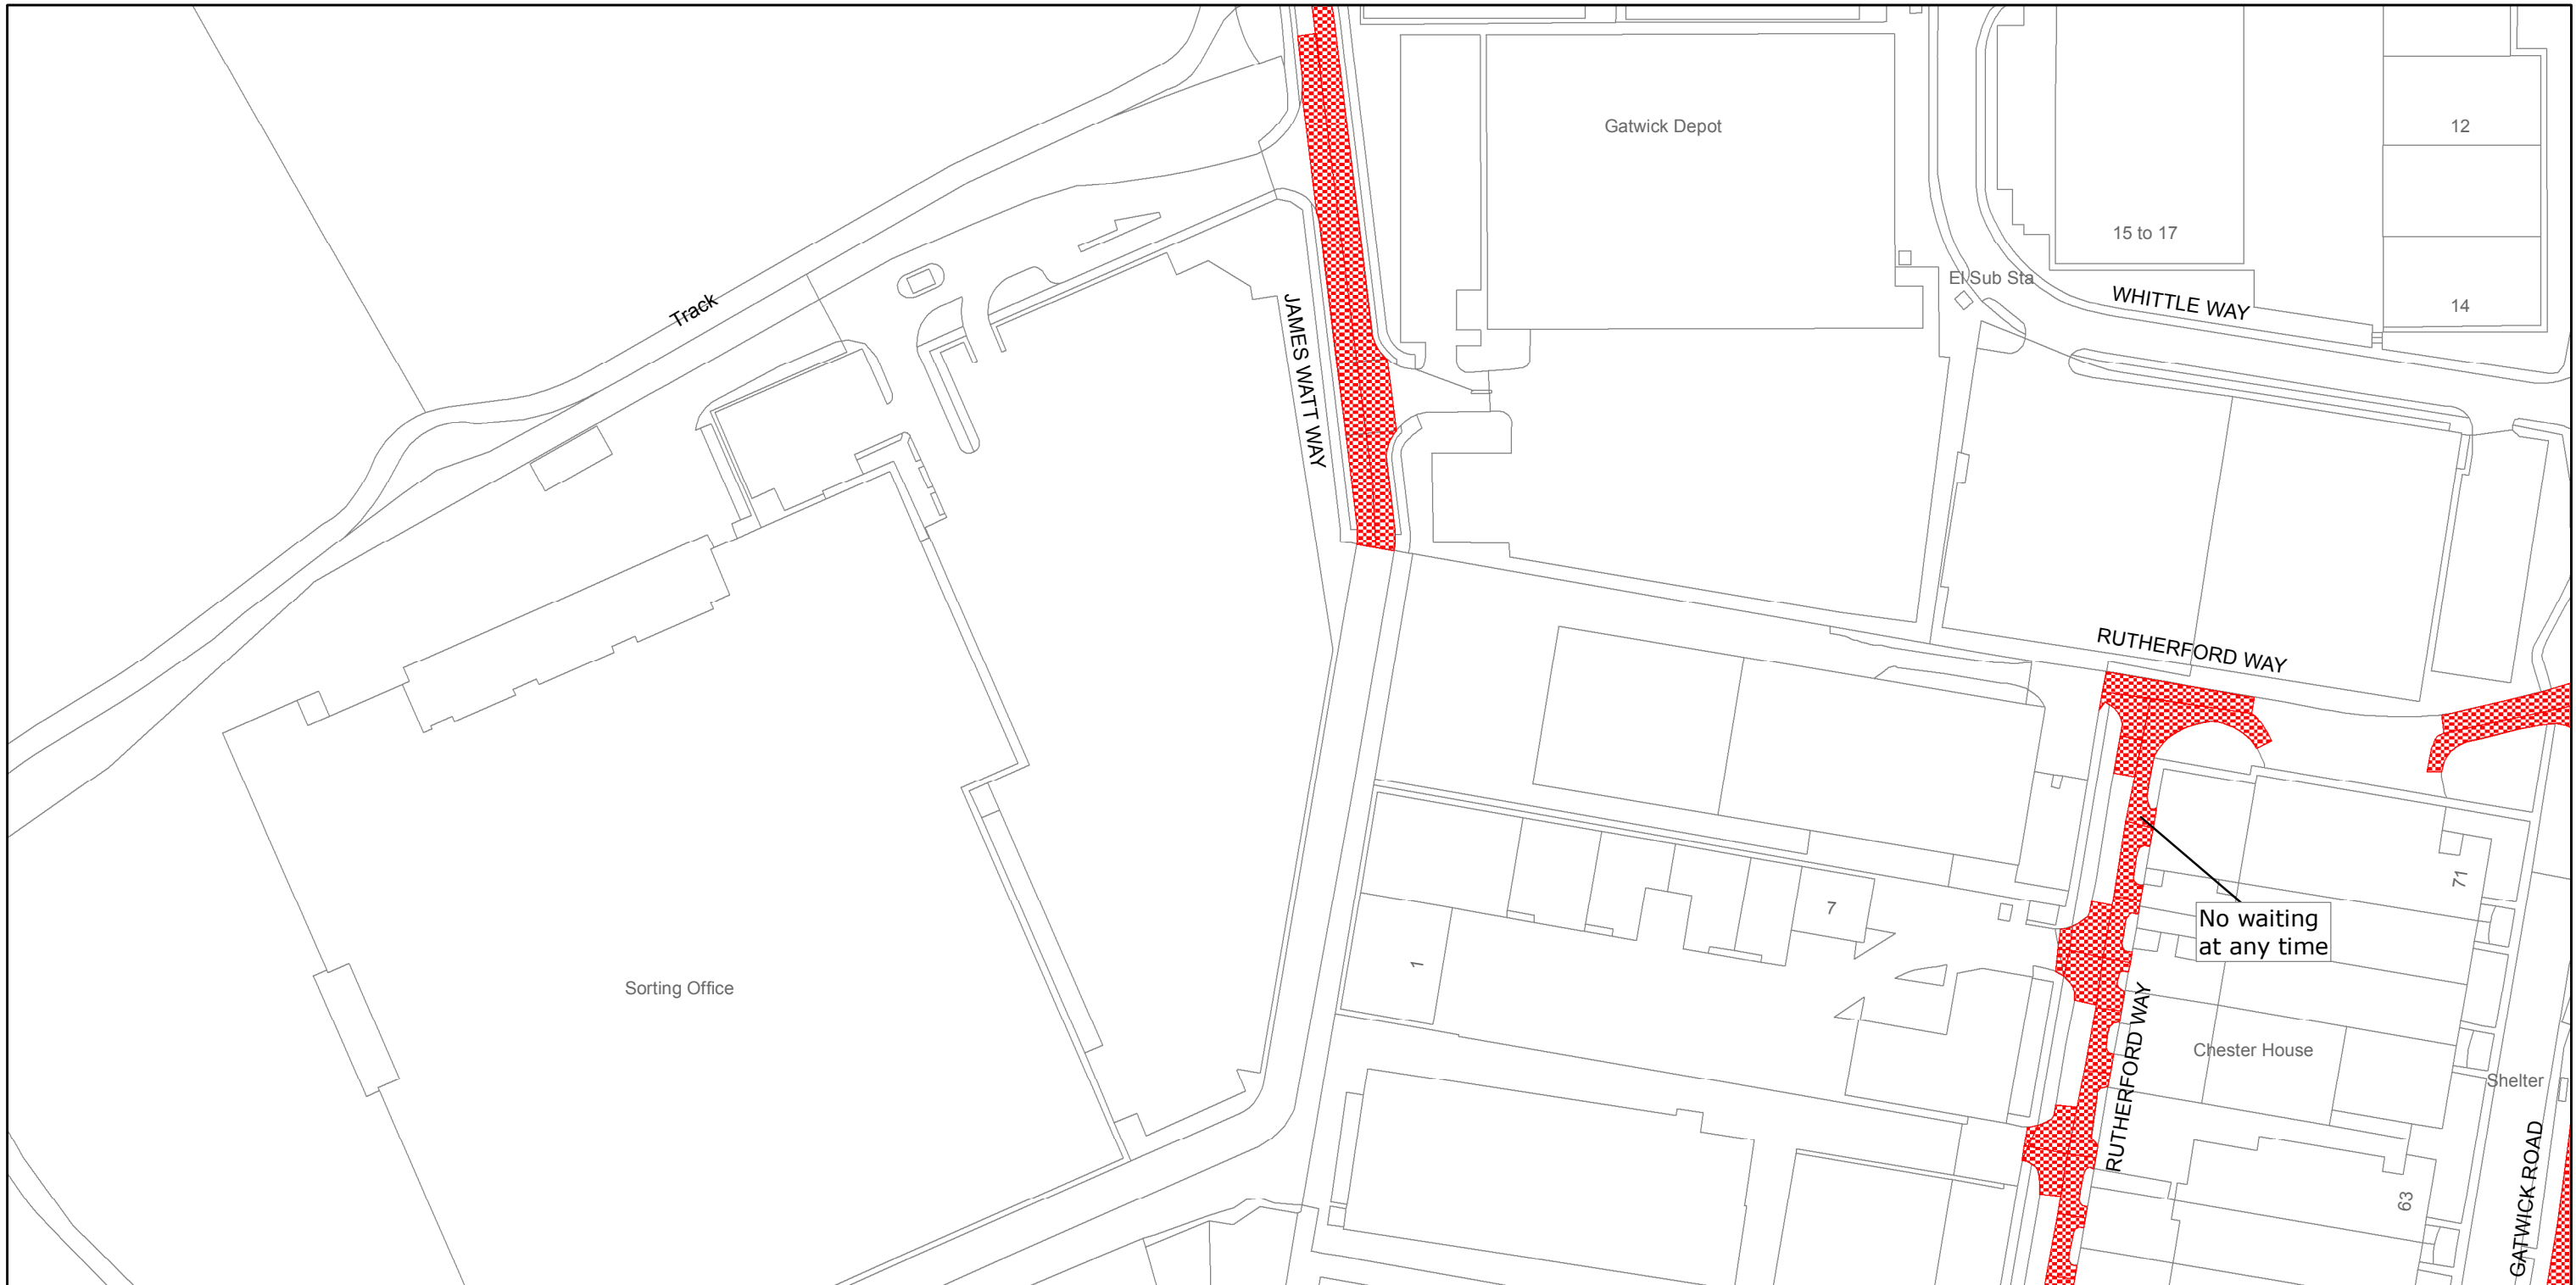 Gatwick Depot
12
15 to 17
El Sub Sta
WHITTLE WAY
14
Track
JAMES WATT WAY
RUTHERFORD WAY
71
7
No waiting
at any time
1
Sorting Office
RUTHERFORD WAY
Chester House
Shelter
GATWICK ROAD
63